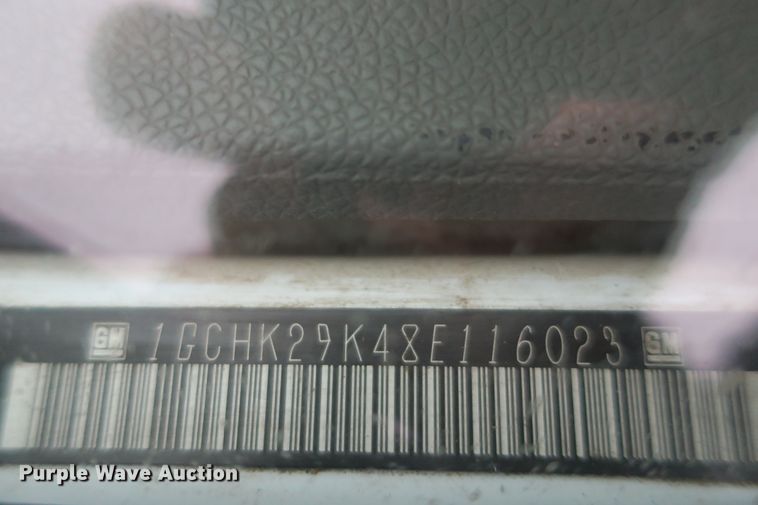 GM 1GCHK29K48E116023 GM
Purple Wave Auction